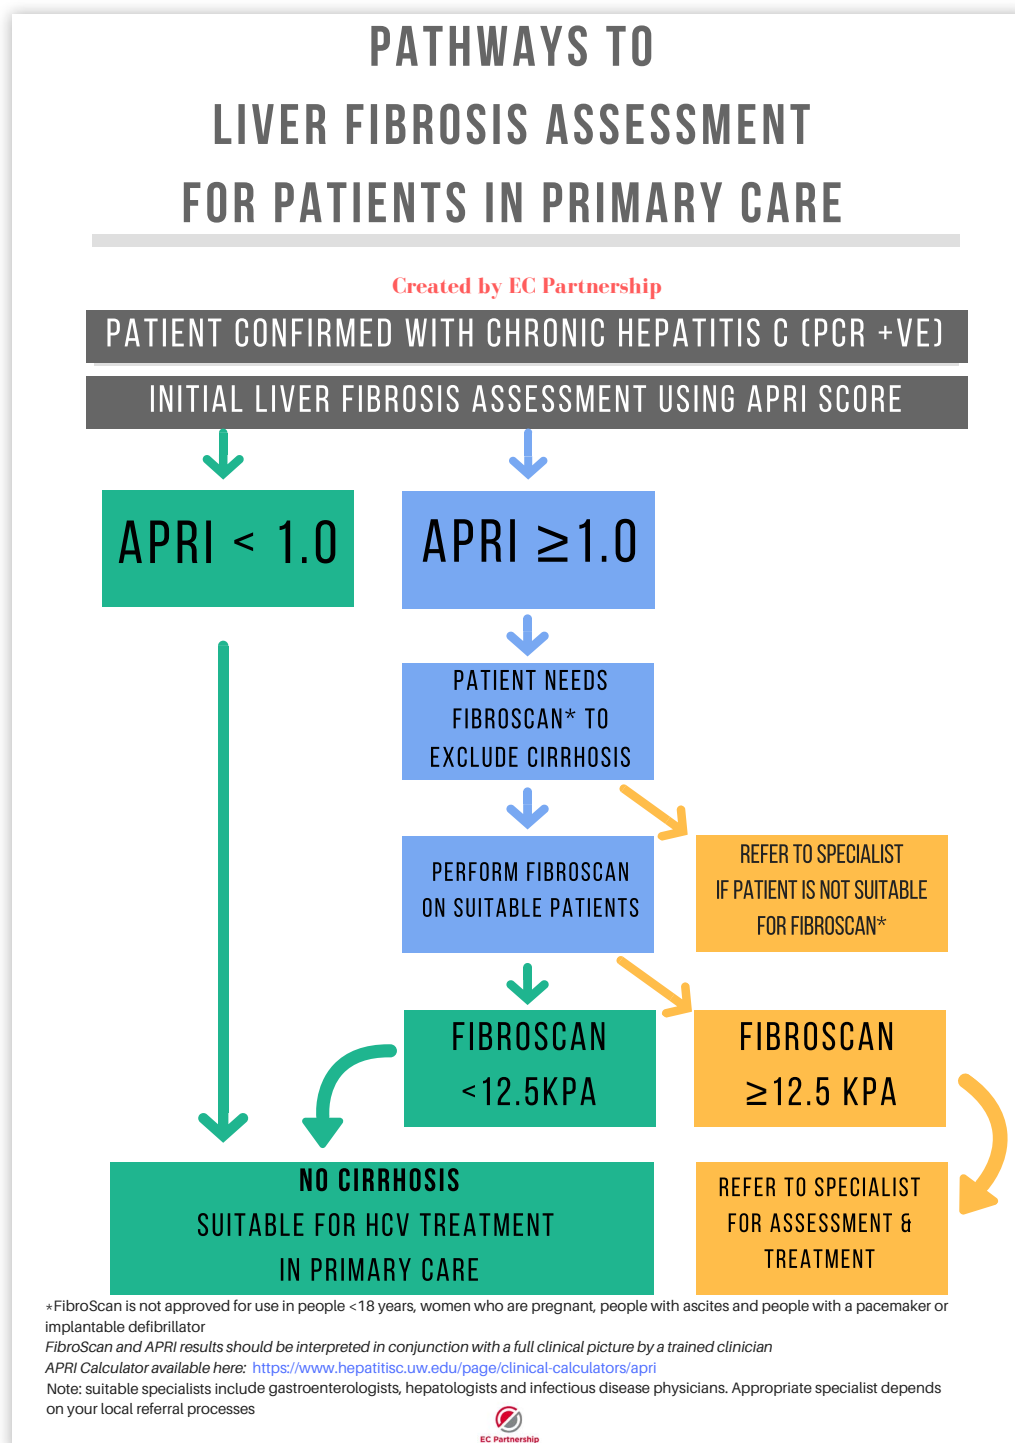 PATHWAYS TO
LIVER FIBROSIS ASSESSMENT
FOR PATIENTS IN PRIMARY CARE
Created by EC Partnership
PATIENT CONFIRMED WITH CHRONIC HEPATITIS C (PCR +VE)
INITIAL LIVER FIBROSIS ASSESSMENT USING APRI SCORE
APRI < 1.0
APRI ≥1.0
PATIENT NEEDS
FIBROSCAN* TO
EXCLUDE CIRRHOSIS
PERFORM FIBROSCAN
ON SUITABLE PATIENTS
REFER TO SPECIALIST
IF PATIENT IS NOT SUITABLE
FOR FIBROSCAN*
FIBROSCAN
<12.5KPA
FIBROSCAN
≥12.5 KPA
NO CIRRHOSIS
SUITABLE FOR HCV TREATMENT
IN PRIMARY CARE
REFER TO SPECIALIST
FOR ASSESSMENT &
TREATMENT
*FibroScan is not approved for use in people <18 years, women who are pregnant, people with ascites and people with a pacemaker or
implantable defibrillator
FibroScan and APRI results should be interpreted in conjunction with a full clinical picture by a trained clinician
APRI Calculator available here: https://www.hepatitisc.uw.edu/page/clinical-calculators/apri
Note: suitable specialists include gastroenterologists, hepatologists and infectious disease physicians. Appropriate specialist depends
on your local referral processes
EC Partnership